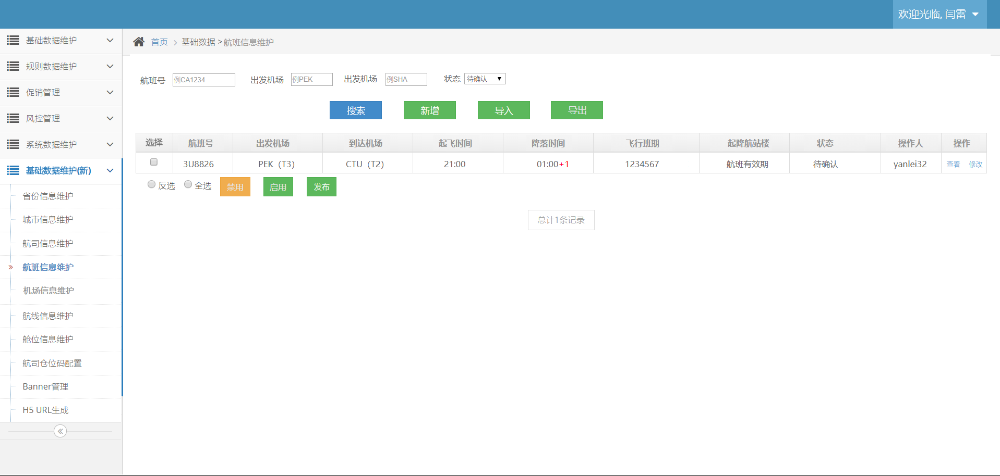 欢迎光临, 闫雷
基础数据维护
规则数据维护
促销管理
风控管理
系统数据维护
基础数据维护(新)
省份信息维护
城市信息维护
航司信息维护
» 航班信息维护
机场信息维护
航线信息维护
舱位信息维护
航司仓位码配置
Banner管理
H5 URL生成
首页 > 基础数据 > 航班信息维护
航班号 例CA1234 出发机场 例PEK 出发机场 例SHA 状态 待确认
搜索 新增 导入 导出
选择 航班号 出发机场 到达机场 起飞时间 降落时间 飞行班期 起降航站楼 状态 操作人 操作
3U8826 PEK（T3） CTU（T2） 21:00 01:00+1 1234567 航班有效期 待确认 yanlei32 查看 修改
反选 全选 禁用 启用 发布
总计1条记录